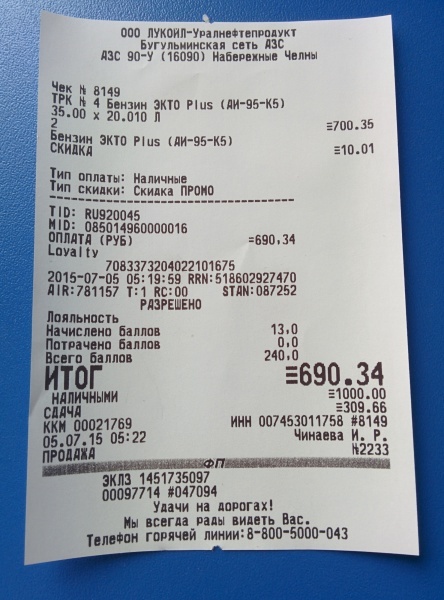 ООО ЛУКОЙЛ-Уралнефтепродукт
Бугульминская сеть АЗС
АЗС 90-У (16090) Набережные Челны
Чек № 8149
ТРК № 4 Бензин ЭКТО Plus (АИ-95-К5)
35.00 x 20.010 Л
2 ≡700.35
Бензин ЭКТО Plus (АИ-95-К5)
СКИДКА ≡10.01
Тип оплаты: Наличные
Тип скидки: Скидка ПРОМО
--------------------------------
TID: RU920045
MID: 085014960000016
ОПЛАТА (РУБ) =690,34
Loyalty
7083373204022101675
2015-07-05 05:19:59 RRN:518602927470
AIR:781157 T:1 RC:00 STAN:087252
РАЗРЕШЕНО
Лояльность
Начислено баллов 13,0
Потрачено баллов 0,0
Всего баллов 240,0
ИТОГ ≡690.34
НАЛИЧНЫМИ ≡1000.00
СДАЧА ≡309.66
ККМ 00021769 ИНН 007453011758 #8149
05.07.15 05:22 Чинаева И. Р.
ПРОДАЖА №2233
ФП
ЭКЛЗ 1451735097
00097714 #047094
Удачи на дорогах!
Мы всегда рады видеть Вас.
Телефон горячей линии:8-800-5000-043